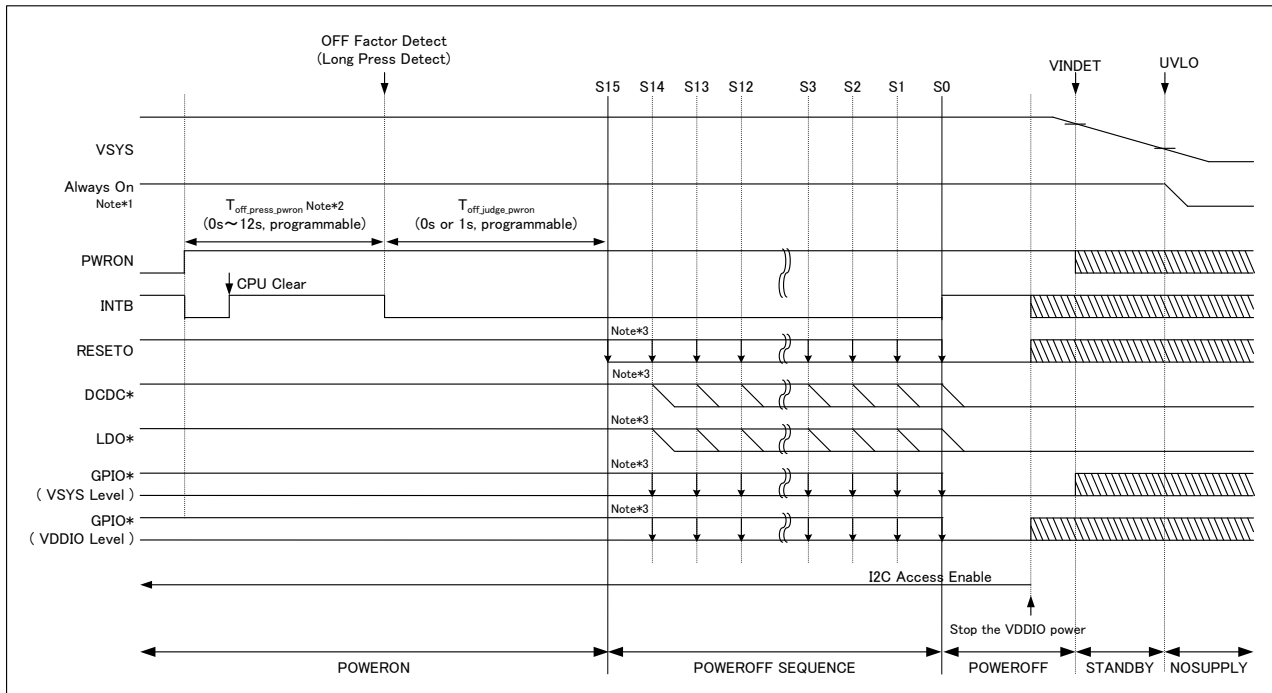 OFF Factor Detect
(Long Press Detect)
VINDET
UVLO
S15 S14 S13 S12 S3 S2 S1 S0
VSYS
Always On
Note*1
Toff_press_pwron Note*2
(0s~12s, programmable)
Toff_judge_pwron
(0s or 1s, programmable)
PWRON
CPU Clear
INTB
Note*3
RESETO
Note*3
DCDC*
Note*3
LDO*
Note*3
GPIO*
( VSYS Level )
Note*3
GPIO*
( VDDIO Level )
I2C Access Enable
Stop the VDDIO power
POWERON
POWEROFF SEQUENCE
POWEROFF
STANDBY
NOSUPPLY